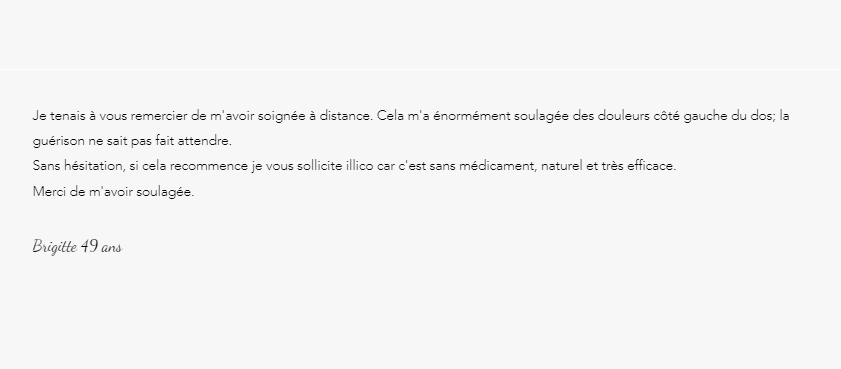 Je tenais à vous remercier de m'avoir soignée à distance. Cela m'a énormément soulagée des douleurs côté gauche du dos; la
guérison ne sait pas fait attendre.
Sans hésitation, si cela recommence je vous sollicite illico car c'est sans médicament, naturel et très efficace.
Merci de m'avoir soulagée.
Brigitte 49 ans